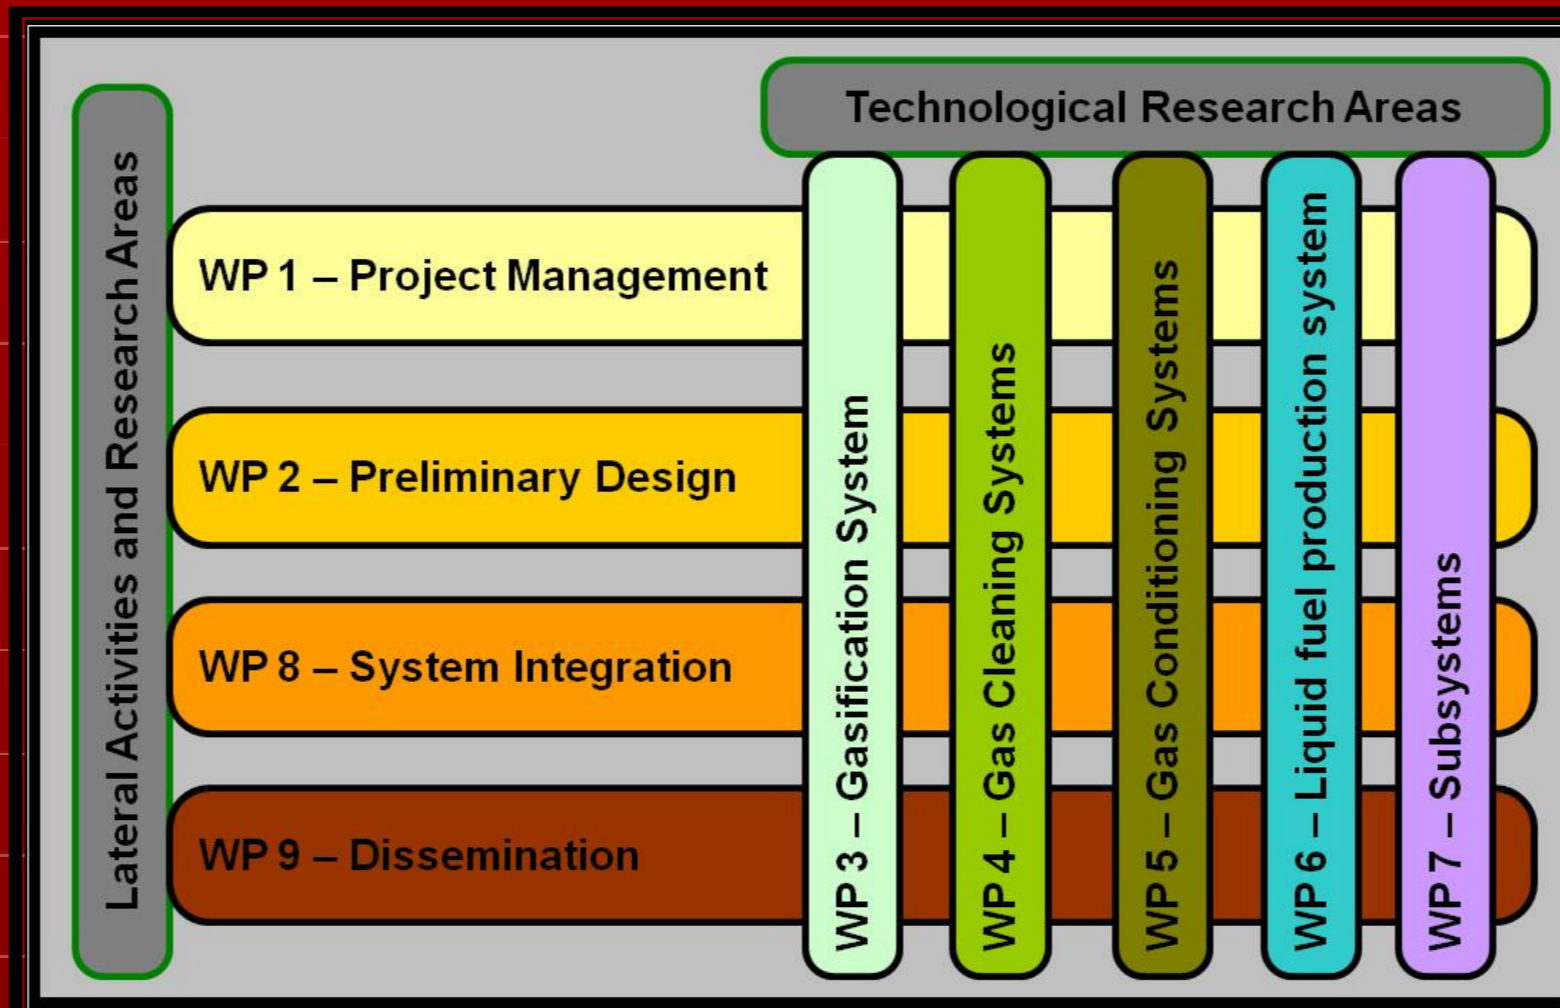 Technological Research Areas
Lateral Activities and Research Areas
WP 1 – Project Management
WP 2 – Preliminary Design
WP 8 – System Integration
WP 9 – Dissemination
WP 3 – Gasification System
WP 4 – Gas Cleaning Systems
WP 5 – Gas Conditioning Systems
WP 6 – Liquid fuel production system
WP 7 – Subsystems